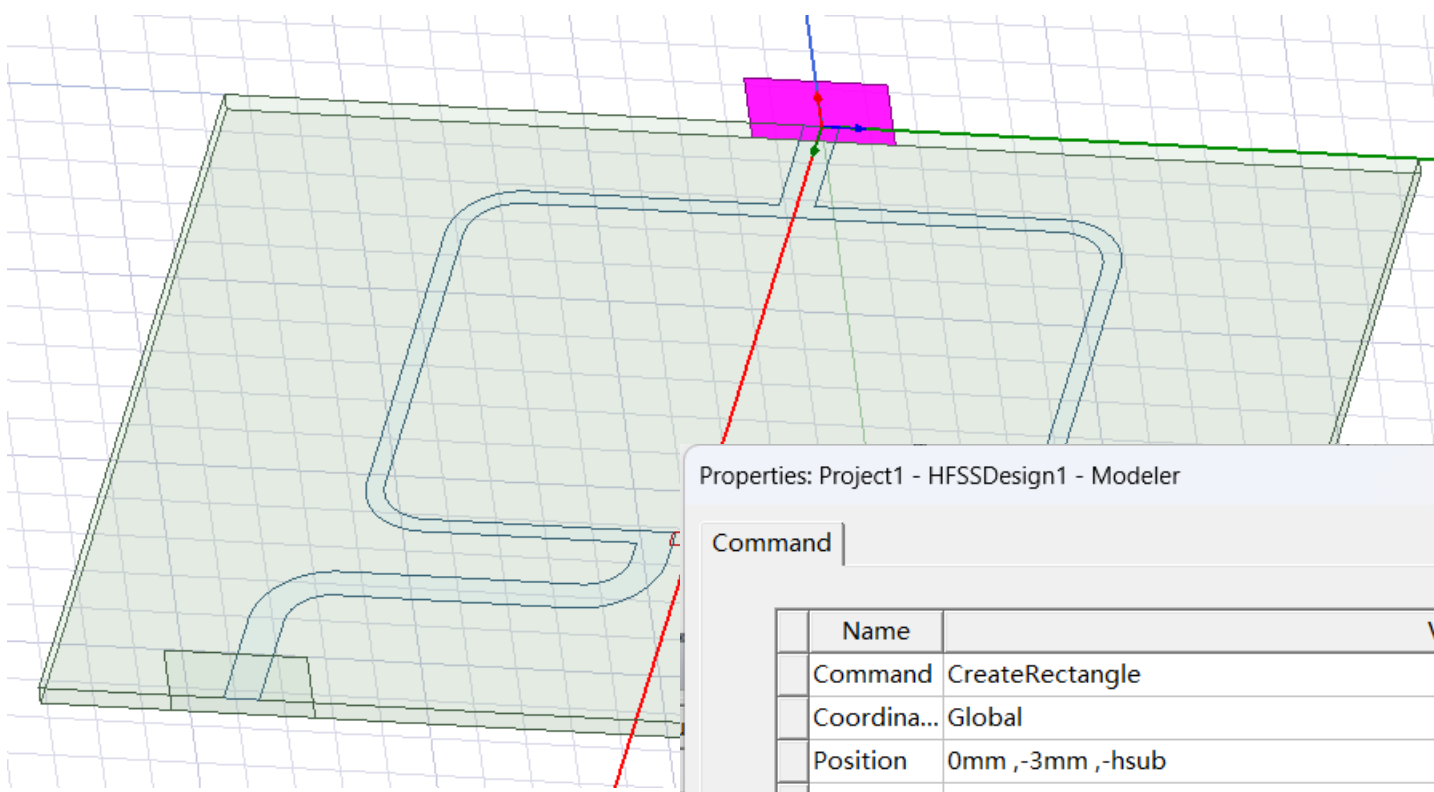 Properties: Project1 - HFSSDesign1 - Modeler
Command
Name
Command CreateRectangle
Coordina... Global
Position 0mm ,-3mm ,-hsub